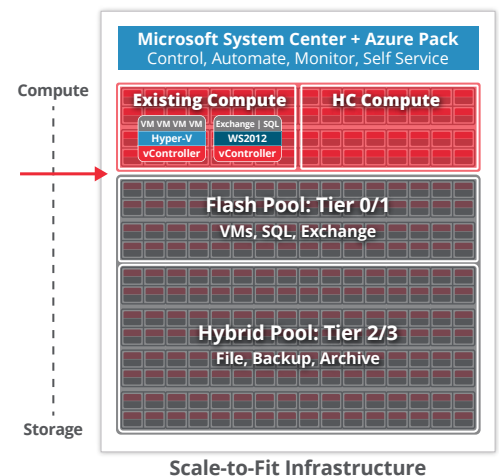 Microsoft System Center + Azure Pack
Control, Automate, Monitor, Self Service
Compute
Existing Compute
HC Compute
VM VM VM VM
Exchange | SQL
Hyper-V
WS2012
vController
vController
Flash Pool: Tier 0/1
VMs, SQL, Exchange
Hybrid Pool: Tier 2/3
File, Backup, Archive
Storage
Scale-to-Fit Infrastructure